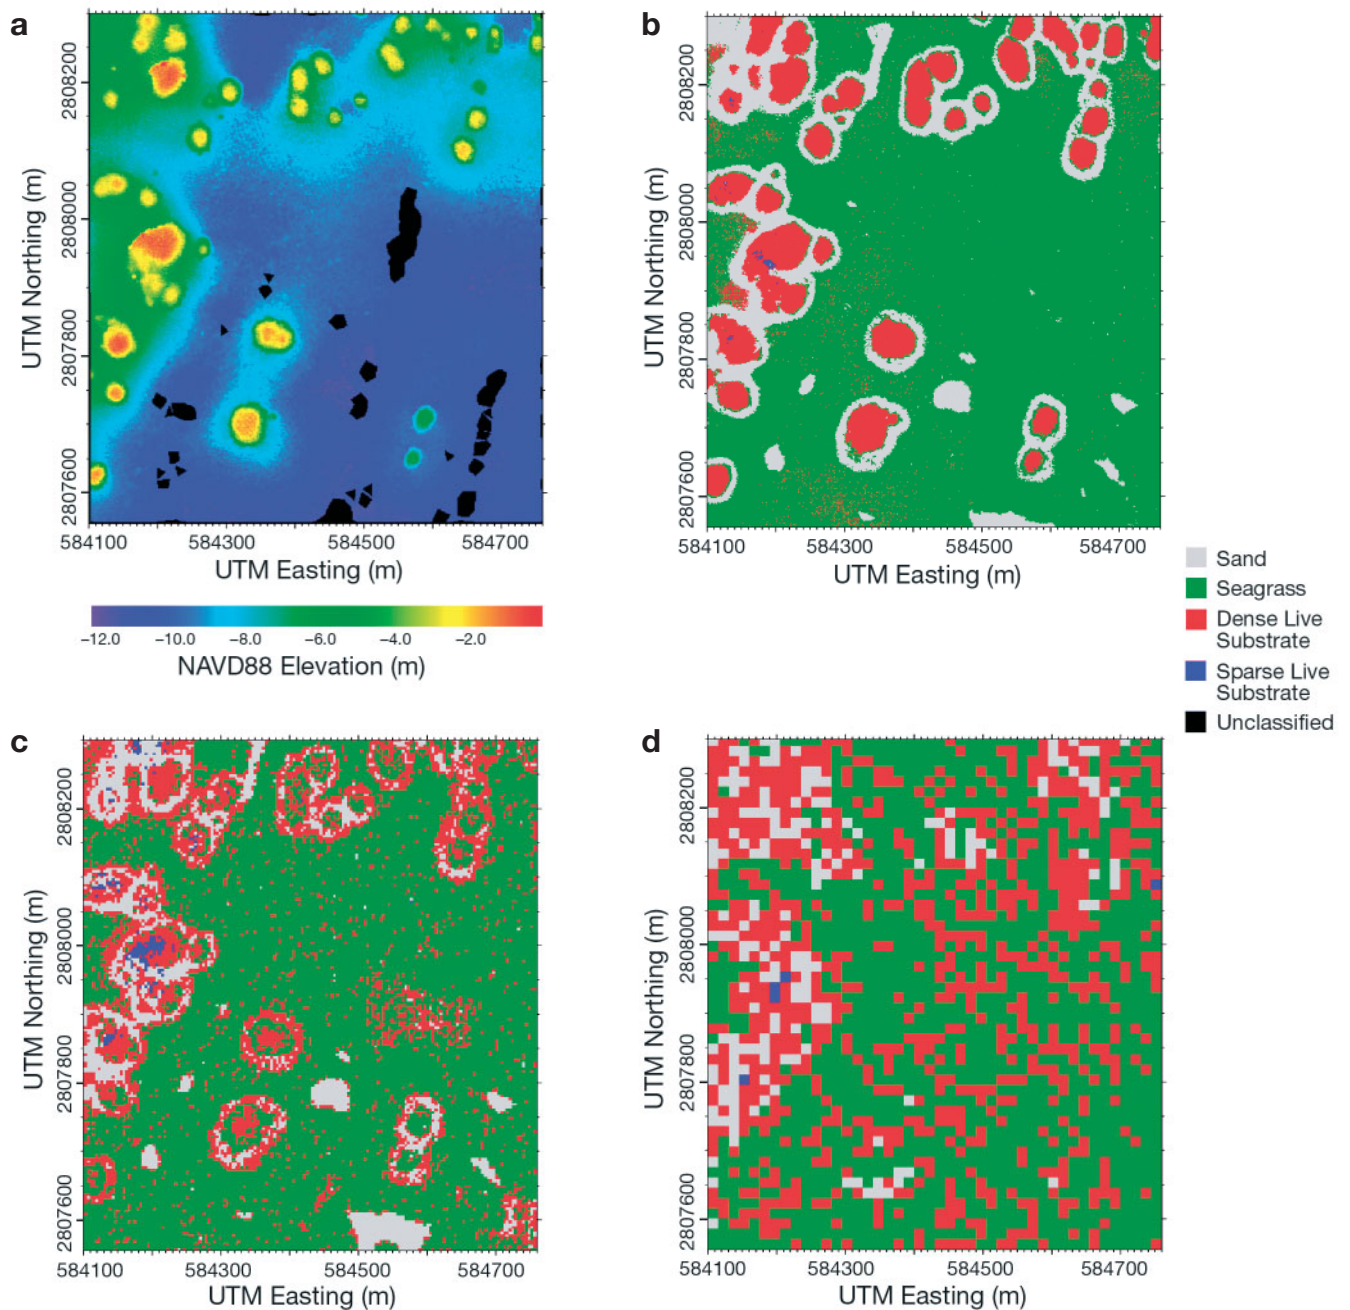 a
UTM Northing (m)
2808200
2808000
2807800
2807600
584100 584300 584500 584700
UTM Easting (m)
−12.0 −10.0 −8.0 −6.0 −4.0 −2.0
NAVD88 Elevation (m)
b
UTM Northing (m)
2808200
2808000
2807800
2807600
584100 584300 584500 584700
UTM Easting (m)
Sand
Seagrass
Dense Live
Substrate
Sparse Live
Substrate
Unclassified
c
UTM Northing (m)
2808200
2808000
2807800
2807600
584100 584300 584500 584700
UTM Easting (m)
d
UTM Northing (m)
2808200
2808000
2807800
2807600
584100 584300 584500 584700
UTM Easting (m)